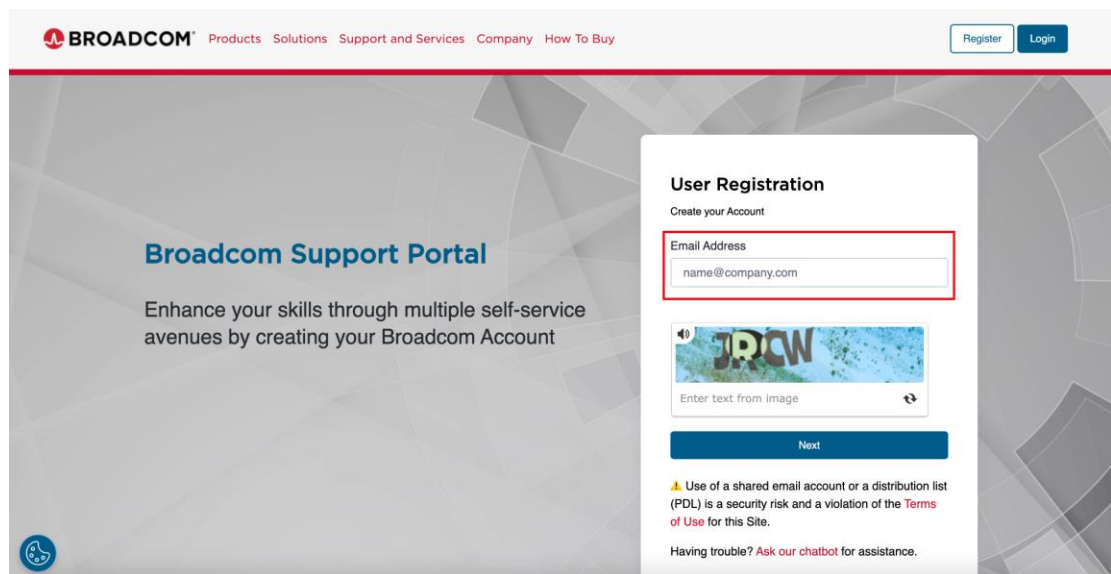 BROADCOM
Products Solutions Support and Services Company How To Buy
Register
Login
Broadcom Support Portal
Enhance your skills through multiple self-service
avenues by creating your Broadcom Account
User Registration
Create your Account
Email Address
name@company.com
JRCW
Enter text from image
Next
Use of a shared email account or a distribution list
(PDL) is a security risk and a violation of the Terms
of Use for this Site.
Having trouble? Ask our chatbot for assistance.